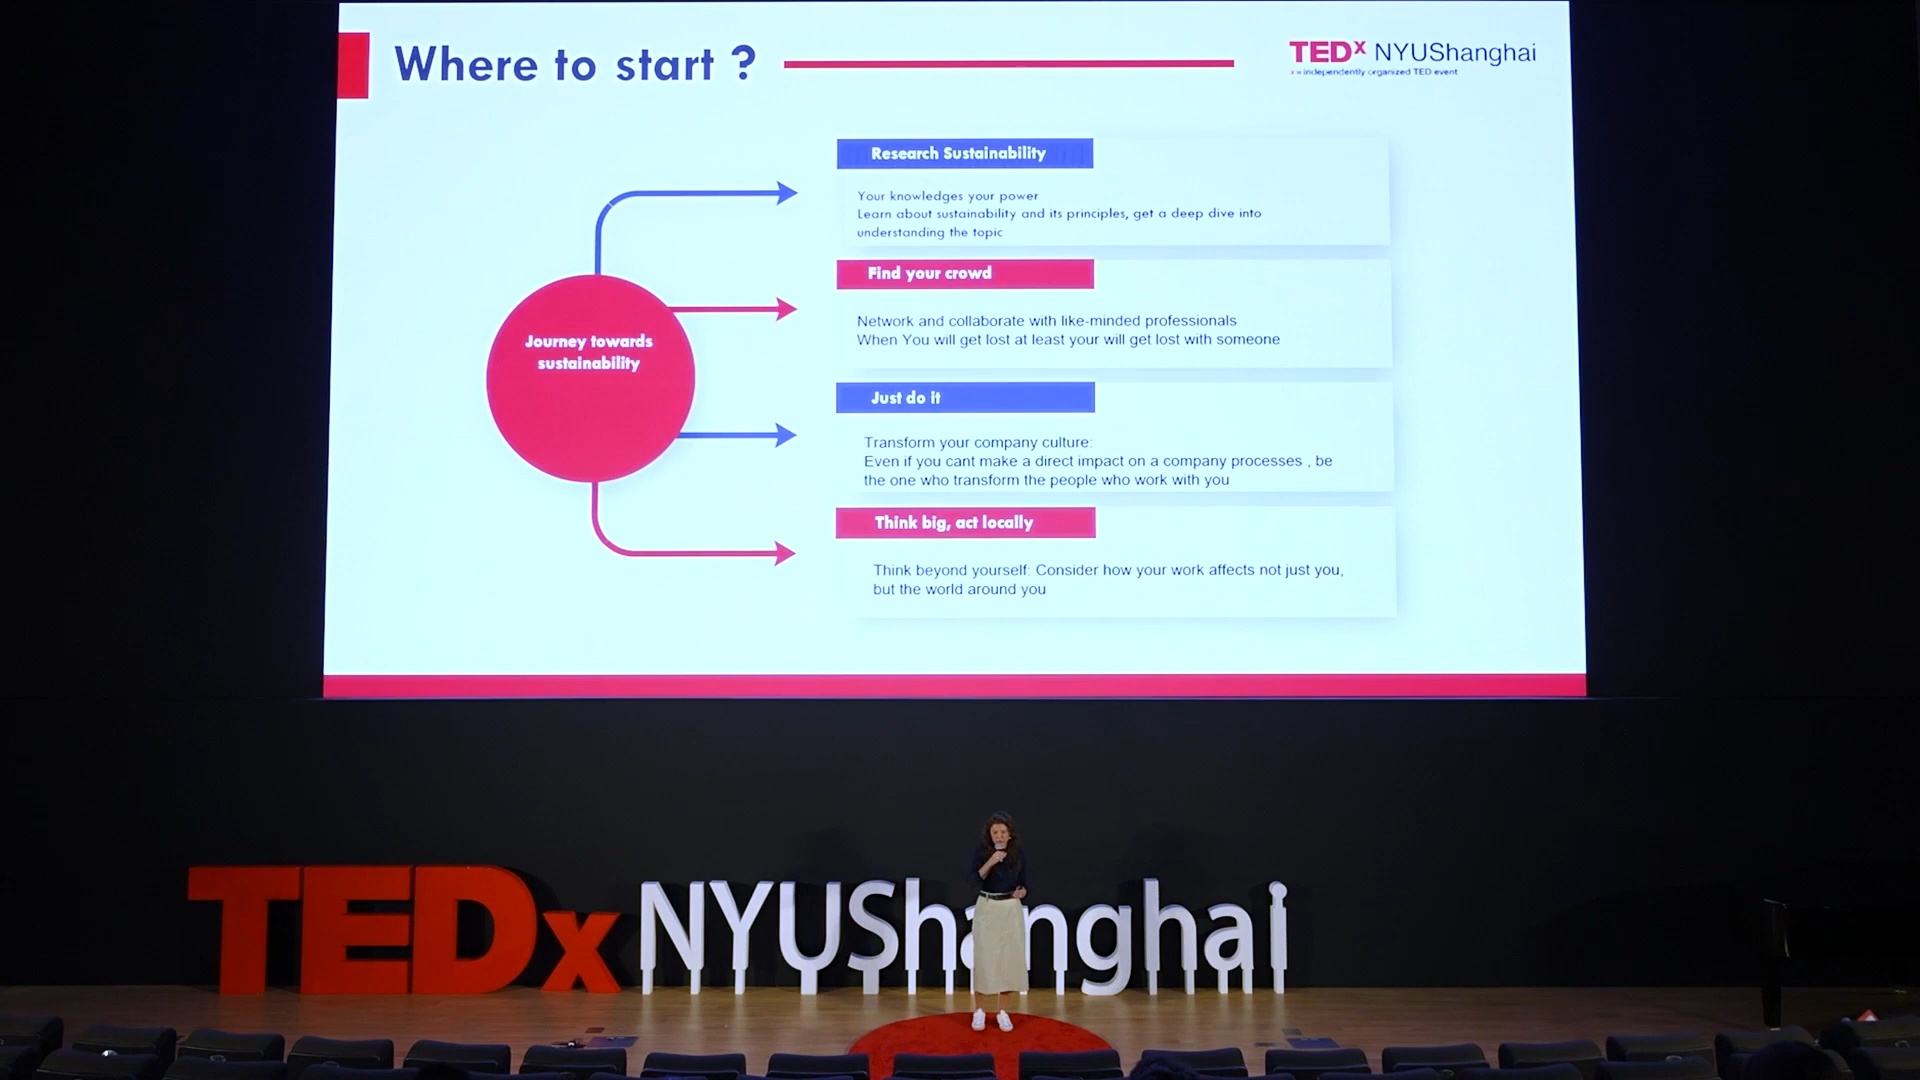 Where to start ?
TEDx NYUShanghai
x = independently organized TED event
Research Sustainability
Your knowledges your power
Learn about sustainability and its principles, get a deep dive into
understanding the topic
Find your crowd
Network and collaborate with like-minded professionals
When You will get lost at least your will get lost with someone
Journey towards
sustainability
Just do it
Transform your company culture:
Even if you cant make a direct impact on a company processes , be
the one who transform the people who work with you
Think big, act locally
Think beyond yourself: Consider how your work affects not just you,
but the world around you
TEDx NYUShanghai